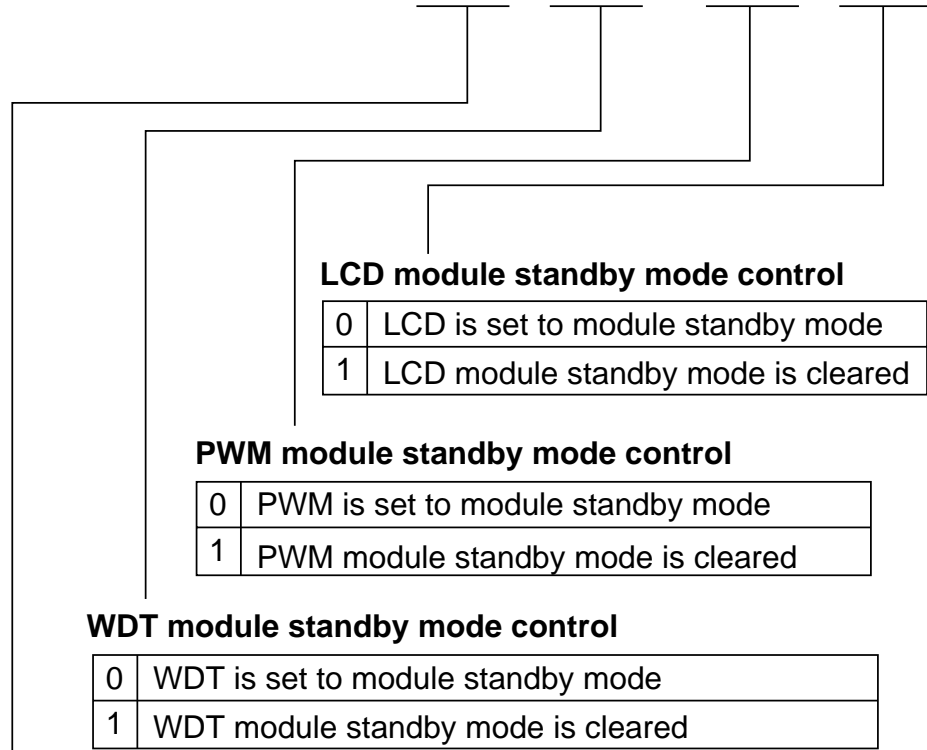 LCD module standby mode control
0 LCD is set to module standby mode
1 LCD module standby mode is cleared
PWM module standby mode control
0 PWM is set to module standby mode
1 PWM module standby mode is cleared
WDT module standby mode control
0 WDT is set to module standby mode
1 WDT module standby mode is cleared